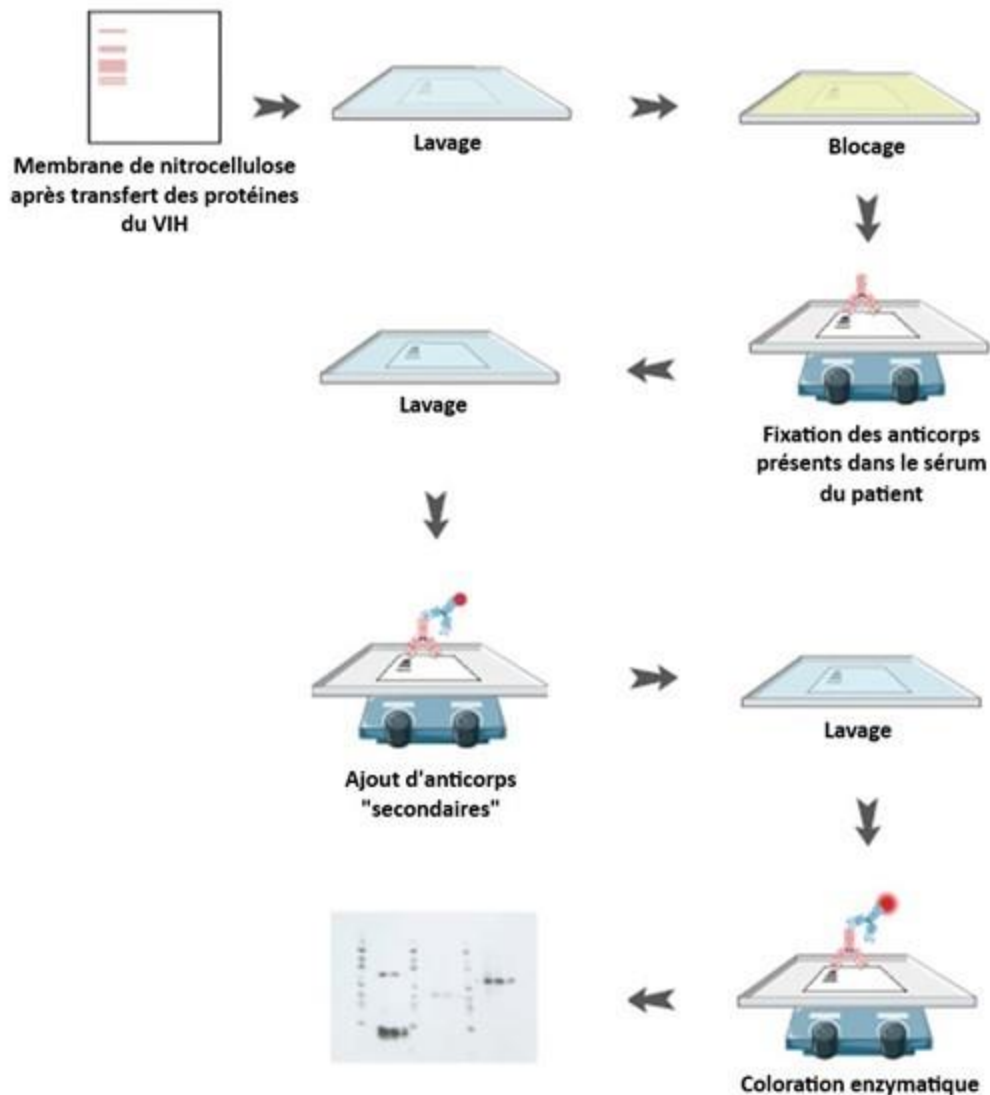 Lavage
Blocage
Membrane de nitrocellulose
après transfert des protéines
du VIH
Lavage
Fixation des anticorps
présents dans le sérum
du patient
Ajout d'anticorps
"secondaires"
Lavage
Coloration enzymatique